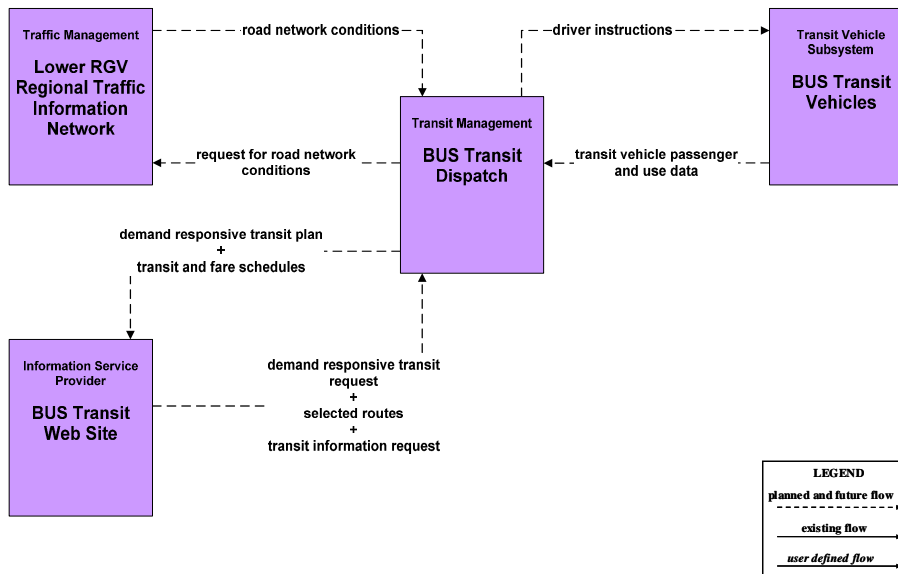 Traffic Management
Lower RGV
Regional Traffic
Information
Network
road network conditions
driver instructions
Transit Vehicle
Subsystem
BUS Transit
Vehicles
Transit Management
BUS Transit
Dispatch
request for road network
conditions
transit vehicle passenger
and use data
demand responsive transit plan
+
transit and fare schedules
Information Service
Provider
BUS Transit
Web Site
demand responsive transit
request
+
selected routes
+
transit information request
LEGEND
planned and future flow
existing flow
user defined flow